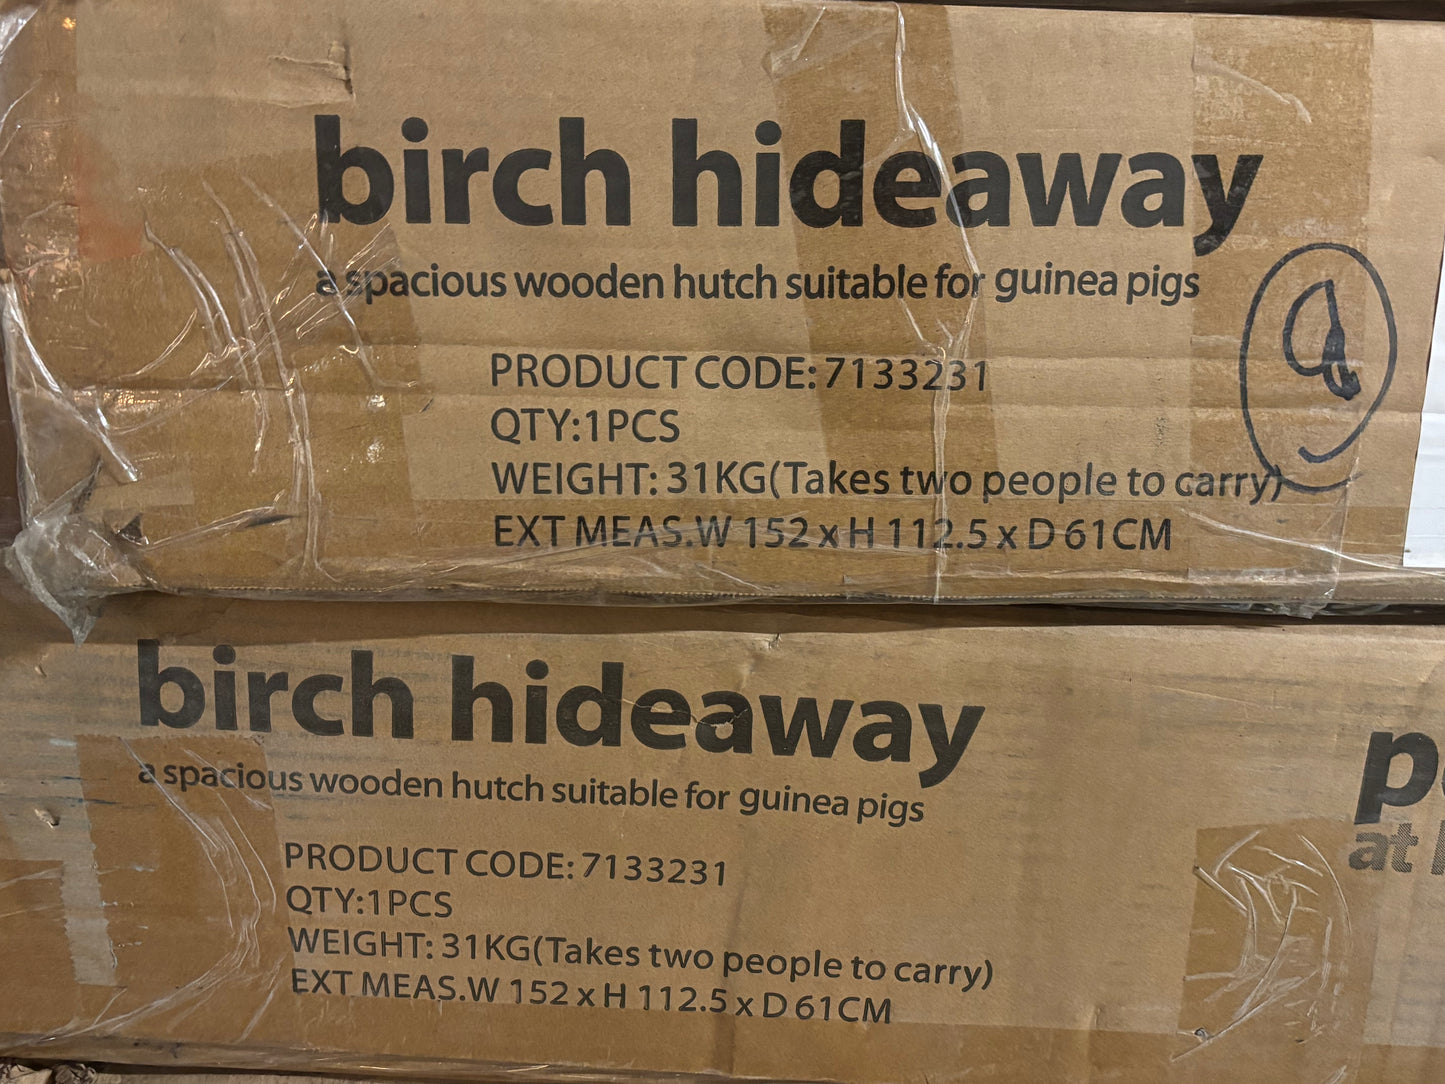 birch hideaway
a spacious wooden hutch suitable for guinea pigs
PRODUCT CODE: 7133231
QTY:1PCS
WEIGHT: 31KG(Takes two people to carry)
EXT MEAS.W 152 x H 112.5 x D 61CM
birch hideaway
a spacious wooden hutch suitable for guinea pigs
PRODUCT CODE: 7133231
QTY:1PCS
WEIGHT: 31KG(Takes two people to carry)
EXT MEAS.W 152 x H 112.5 x D 61CM
at